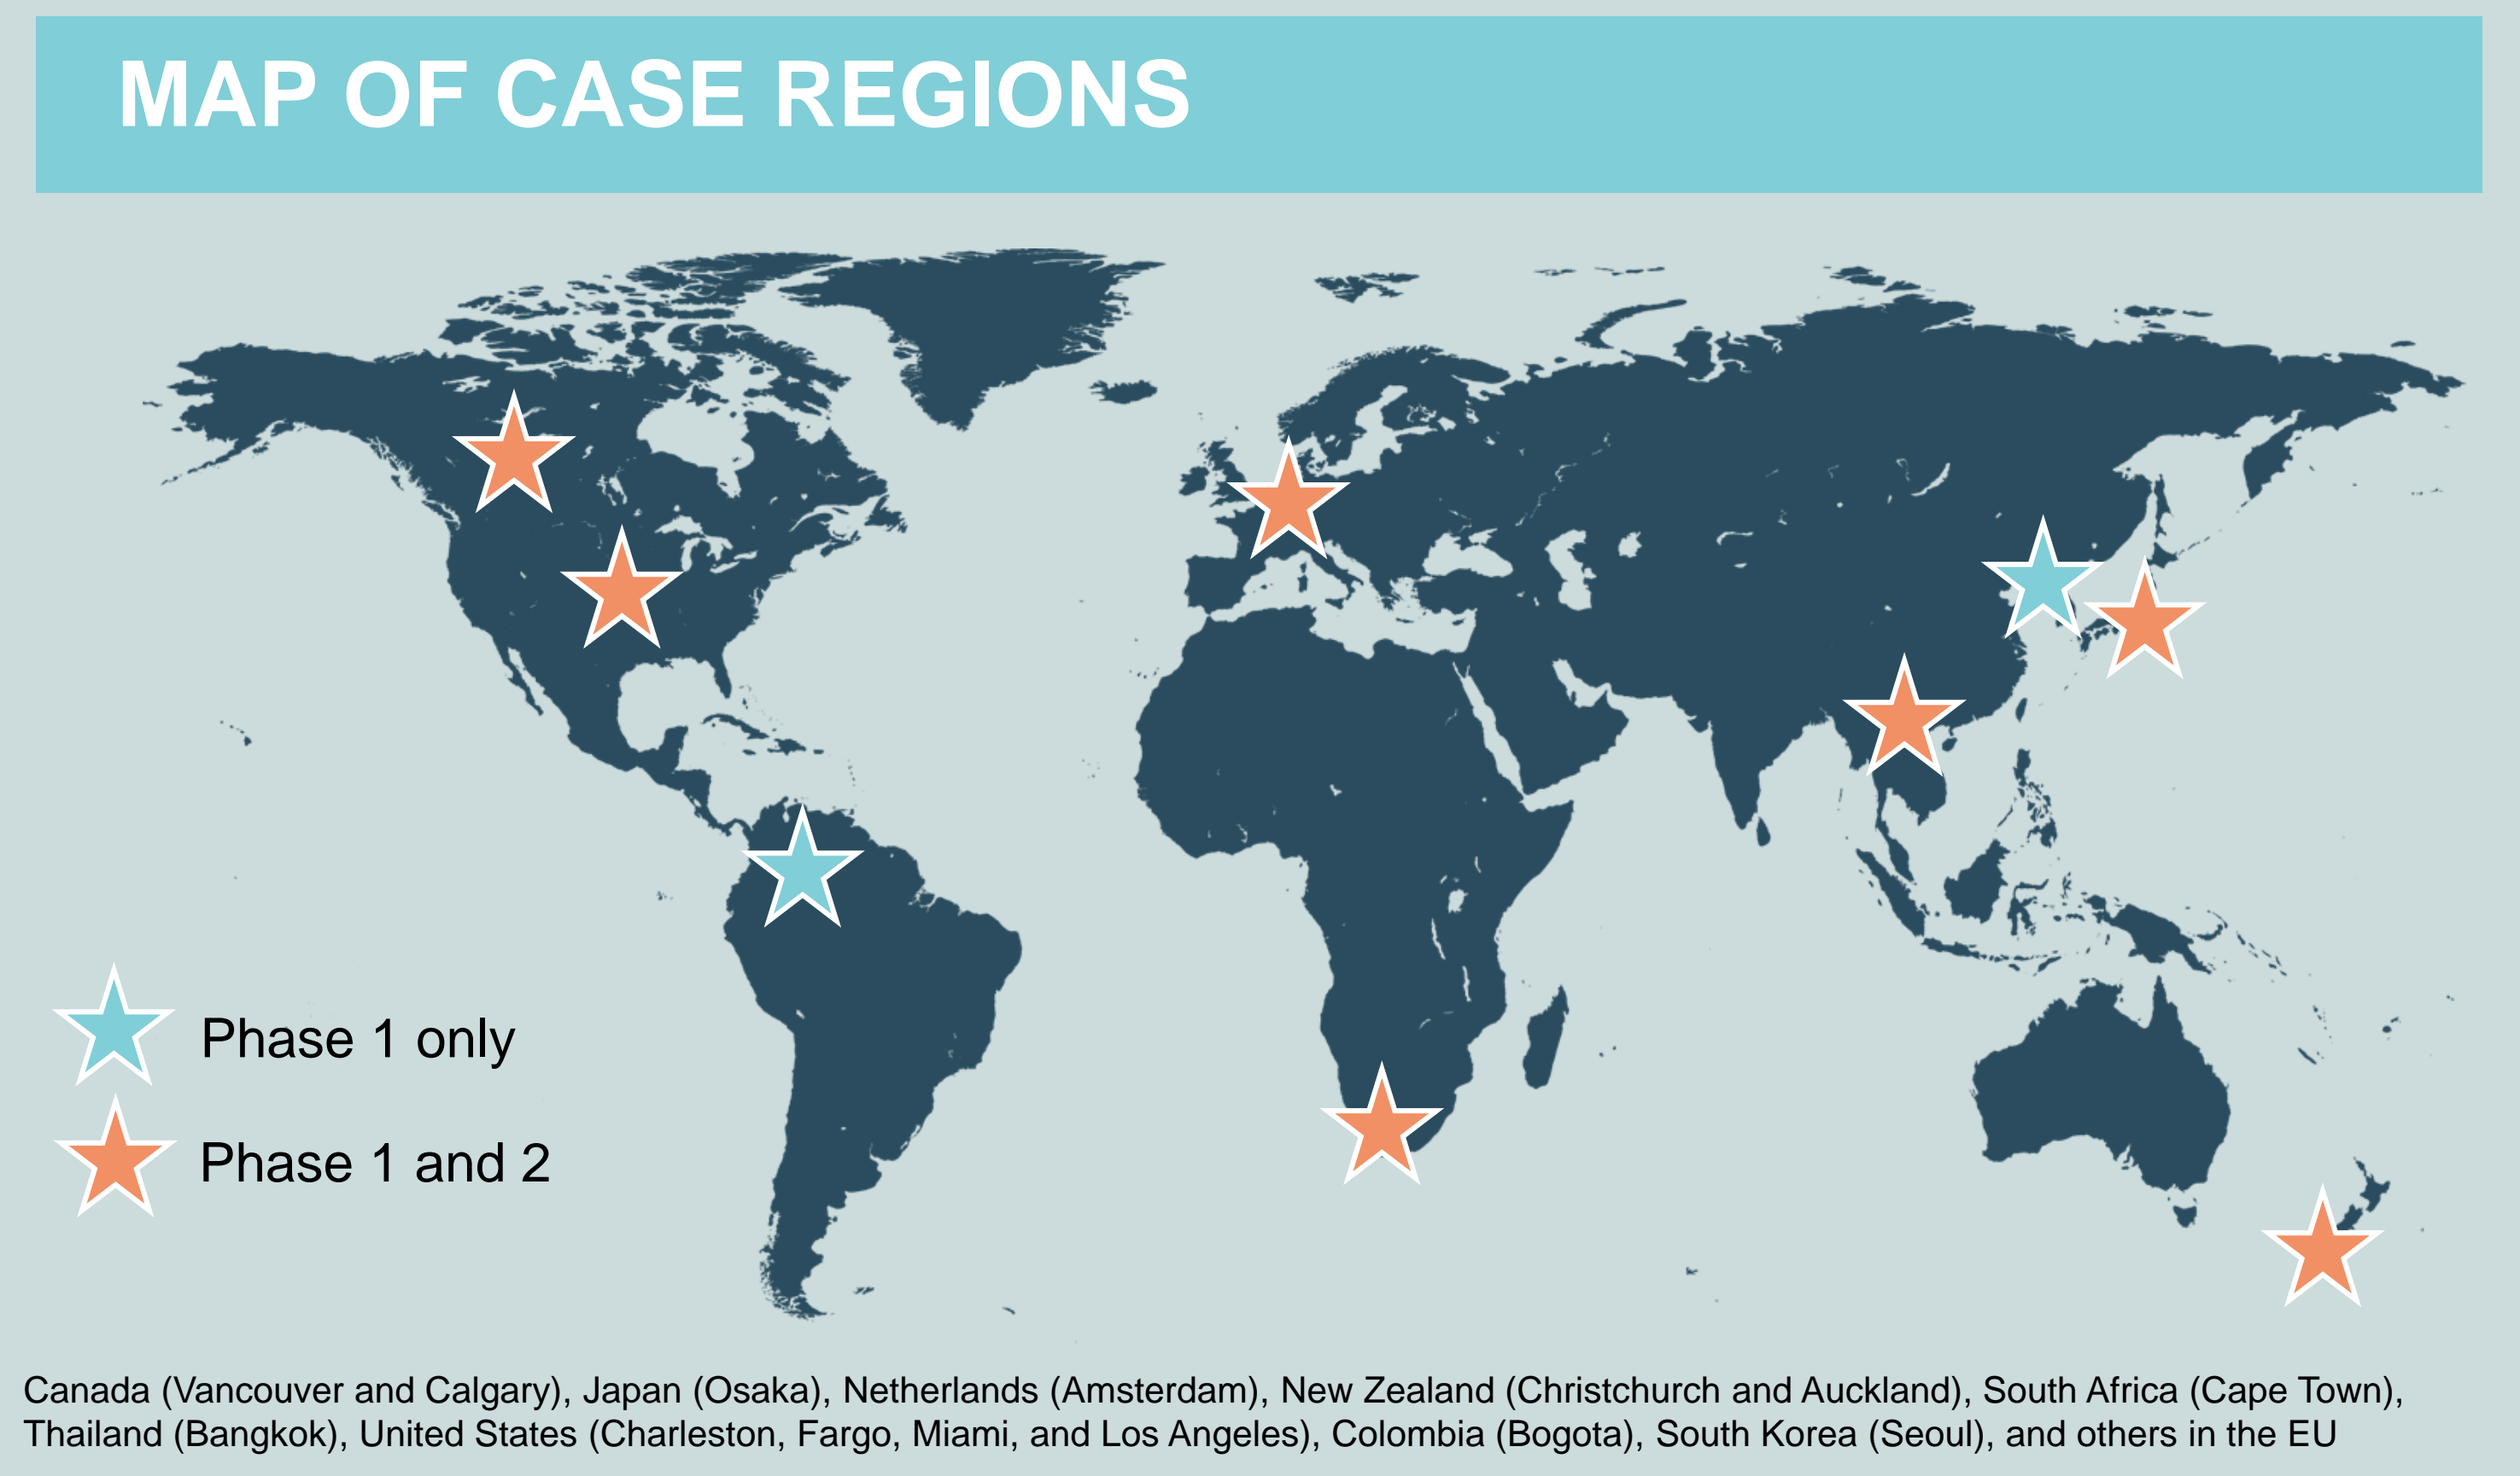 MAP OF CASE REGIONS
Phase 1 only
Phase 1 and 2
Canada (Vancouver and Calgary), Japan (Osaka), Netherlands (Amsterdam), New Zealand (Christchurch and Auckland), South Africa (Cape Town),
Thailand (Bangkok), United States (Charleston, Fargo, Miami, and Los Angeles), Colombia (Bogota), South Korea (Seoul), and others in the EU